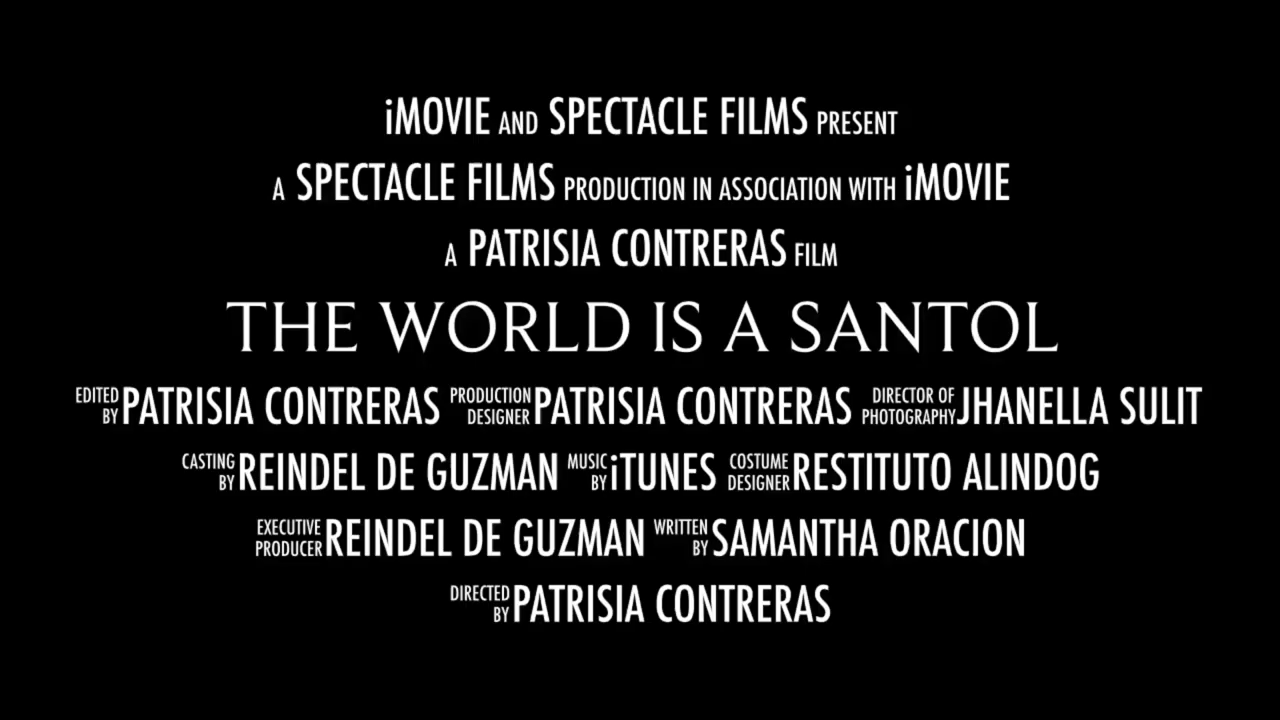 iMOVIE AND SPECTACLE FILMS PRESENT
A SPECTACLE FILMS PRODUCTION IN ASSOCIATION WITH iMOVIE
A PATRISIA CONTRERAS FILM
THE WORLD IS A SANTOL
EDITED BY PATRISIA CONTRERAS PRODUCTION DESIGNER PATRISIA CONTRERAS DIRECTOR OF PHOTOGRAPHY JHANELLA SULIT
CASTING BY REINDEL DE GUZMAN MUSIC BY iTUNES COSTUME DESIGNER RESTITUTO ALINDOG
EXECUTIVE PRODUCER REINDEL DE GUZMAN WRITTEN BY SAMANTHA ORACION
DIRECTED BY PATRISIA CONTRERAS